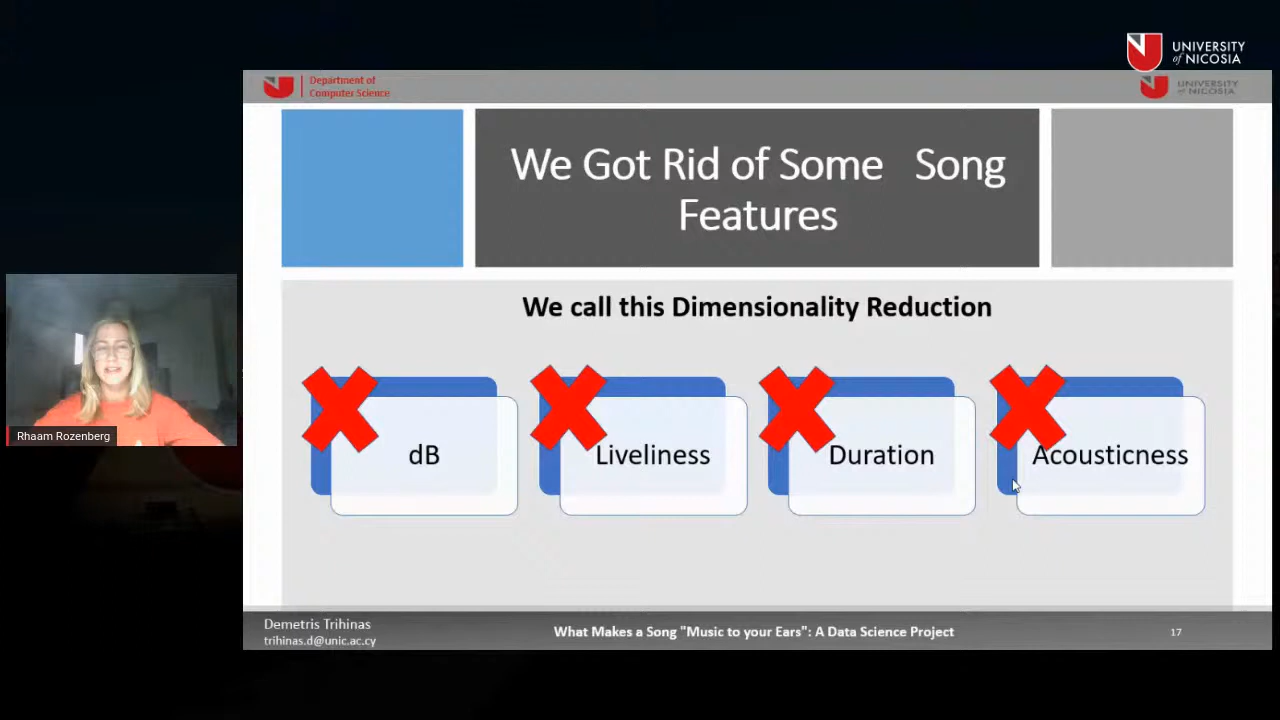 UNIVERSITY
of NICOSIA
Department of
Computer Science
UNIVERSITY
of NICOSIA
We Got Rid of Some Song
Features
We call this Dimensionality Reduction
dB
Liveliness
Duration
Acousticness
Rhaam Rozenberg
Demetris Trihinas
trihinas.d@unic.ac.cy
What Makes a Song "Music to your Ears": A Data Science Project
17